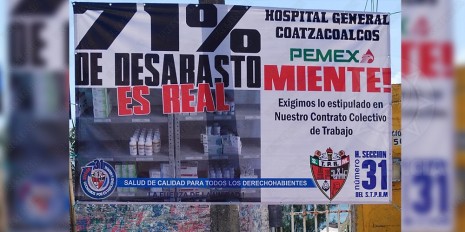 71%
DE DESABASTO
ES REAL
HOSPITAL GENERAL
COATZACOALCOS
PEMEX
MIENTE!
Exigimos lo estipulado en
Nuestro Contrato Colectivo
de Trabajo
SALUD DE CALIDAD PARA TODOS LOS DERECHOHABIENTES
N. SECCIÓN
31
DEL S.T.P.R.M